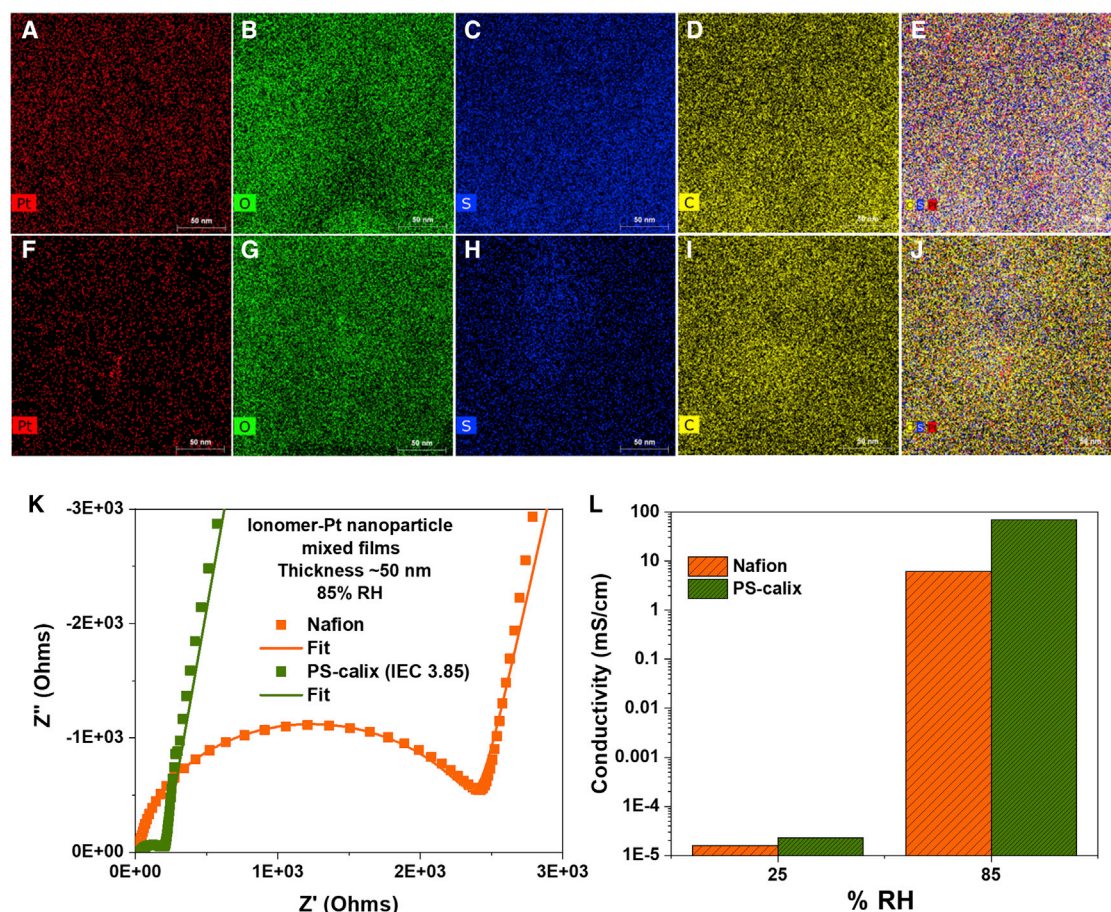 A B C D E
Pt O S C C S Pt
50 nm 50 nm 50 nm 50 nm 50 nm
F G H I J
Pt O S C C S Pt
50 nm 50 nm 50 nm 50 nm 50 nm
K
-3E+03
-2E+03
-1E+03
0E+00
Z'' (Ohms)
Ionomer-Pt nanoparticle
mixed films
Thickness ~50 nm
85% RH
Nafion
Fit
PS-calix (IEC 3.85)
Fit
0E+00 1E+03 2E+03 3E+03
Z' (Ohms)
L
100
10
1
0.1
0.01
0.001
1E-4
1E-5
Conductivity (mS/cm)
Nafion
PS-calix
25 85
% RH